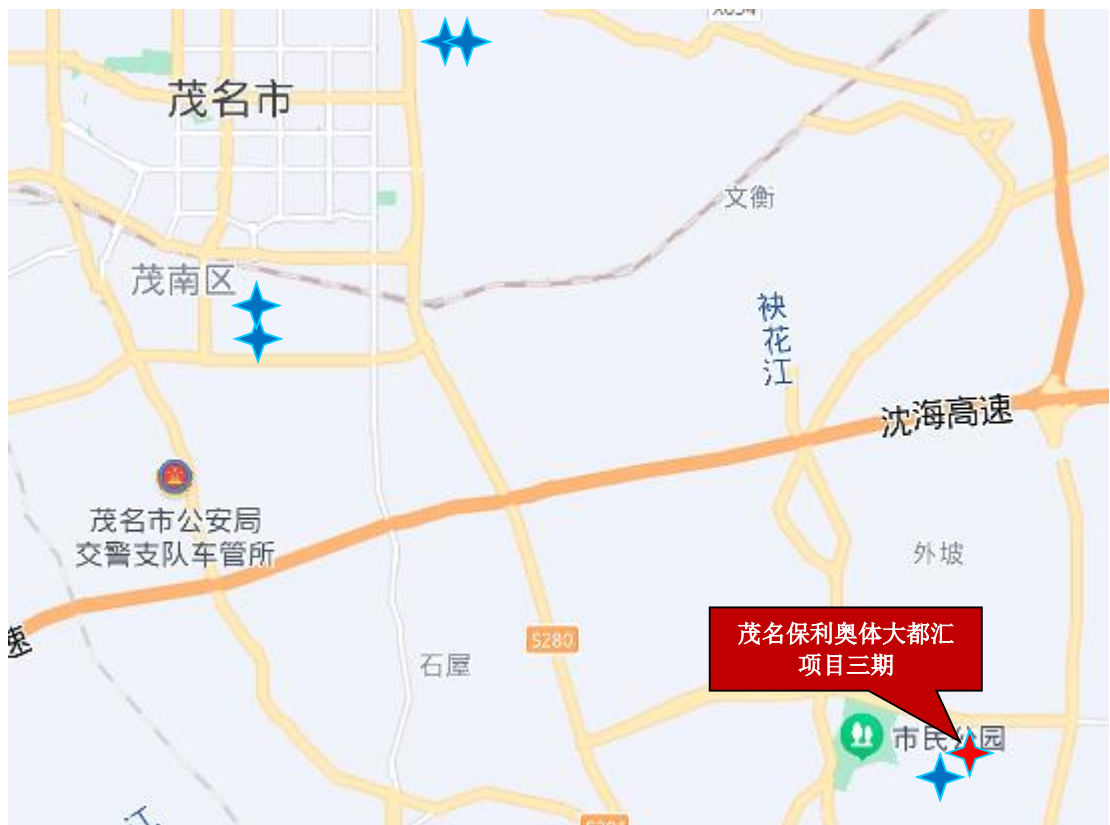 茂名市
文衡
茂南区
袂花江
沈海高速
茂名市公安局
交警支队车管所
外坡
速
茂名保利奥体大都汇
项目三期
S280
石屋
市民公园
江